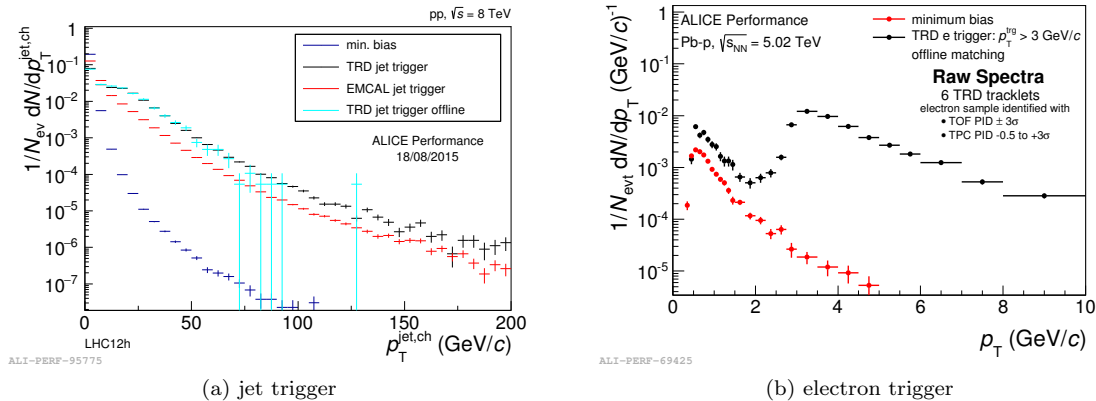 pp, √s = 8 TeV
1/N_ev dN/dp_T^jet,ch
10⁻¹
10⁻²
10⁻³
10⁻⁴
10⁻⁵
10⁻⁶
10⁻⁷
min. bias
TRD jet trigger
EMCAL jet trigger
TRD jet trigger offline
ALICE Performance
18/08/2015
0 50 100 150 200
LHC12h
p_T^jet,ch (GeV/c)
ALI-PERF-95775
(a) jet trigger
1/N_evt dN/dp_T (GeV/c)⁻¹
10⁻¹
10⁻²
10⁻³
10⁻⁴
10⁻⁵
ALICE Performance
Pb-p, √s_NN = 5.02 TeV
minimum bias
TRD e trigger: p_T^trg > 3 GeV/c
offline matching
Raw Spectra
6 TRD tracklets
electron sample identified with
• TOF PID ± 3σ
• TPC PID -0.5 to +3σ
0 2 4 6 8 10
p_T (GeV/c)
ALI-PERF-69425
(b) electron trigger